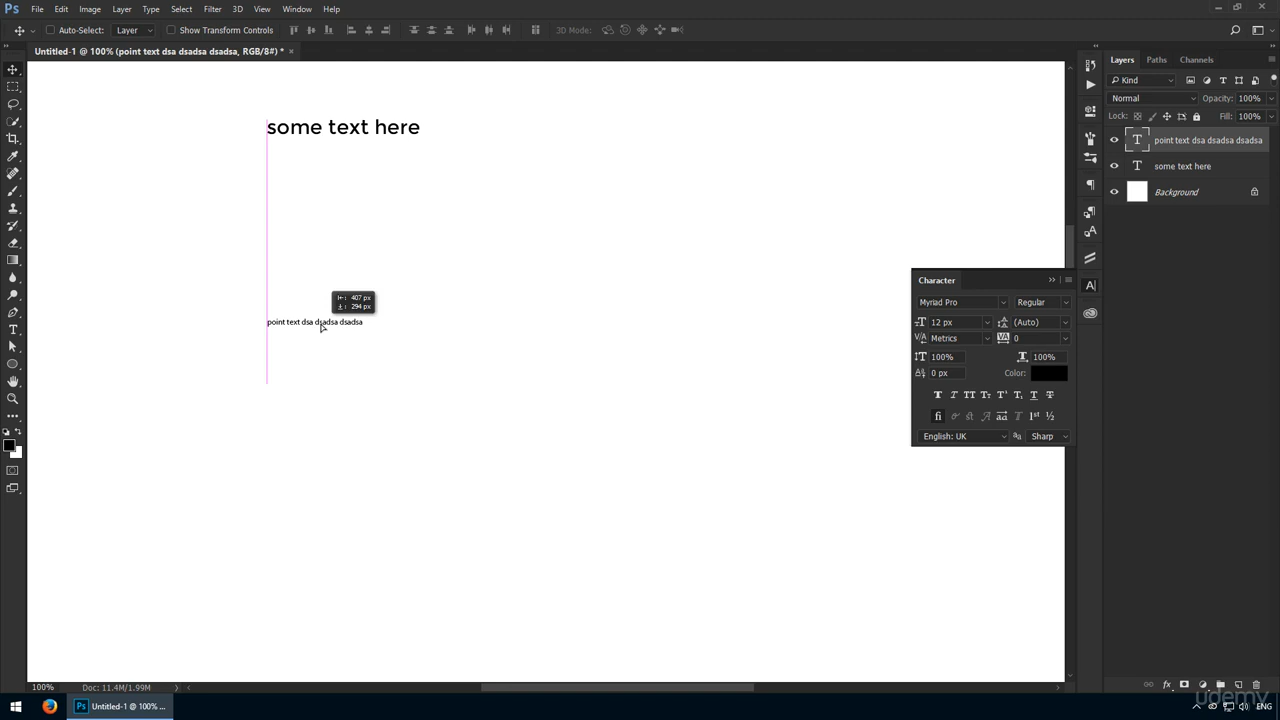 Ps File Edit Image Layer Type Select Filter 3D View Window Help
Auto-Select: Layer Show Transform Controls 3D Mode:
Untitled-1 @ 100% (point text dsa dsadsa dsadsa, RGB/8#) * ×
some text here
407 px
294 px
point text dsa dsadsa dsadsa
Layers Paths Channels
Kind
Normal Opacity: 100%
Lock: Fill: 100%
point text dsa dsadsa dsadsa
some text here
Background
Character
Myriad Pro Regular
12 px (Auto)
Metrics 0
100% 100%
0 px Color:
English: UK Sharp
100% Doc: 11.4M/1.99M
Untitled-1 @ 100% ...
ENG
udemy